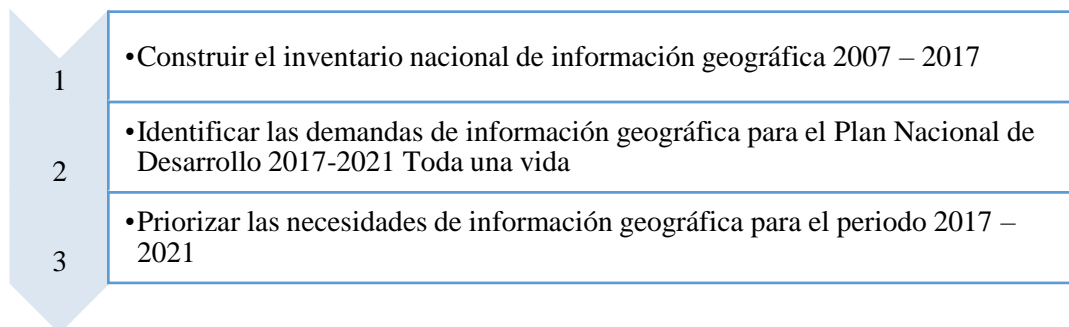 1
•Construir el inventario nacional de información geográfica 2007 – 2017
2
•Identificar las demandas de información geográfica para el Plan Nacional de
Desarrollo 2017-2021 Toda una vida
3
•Priorizar las necesidades de información geográfica para el periodo 2017 –
2021